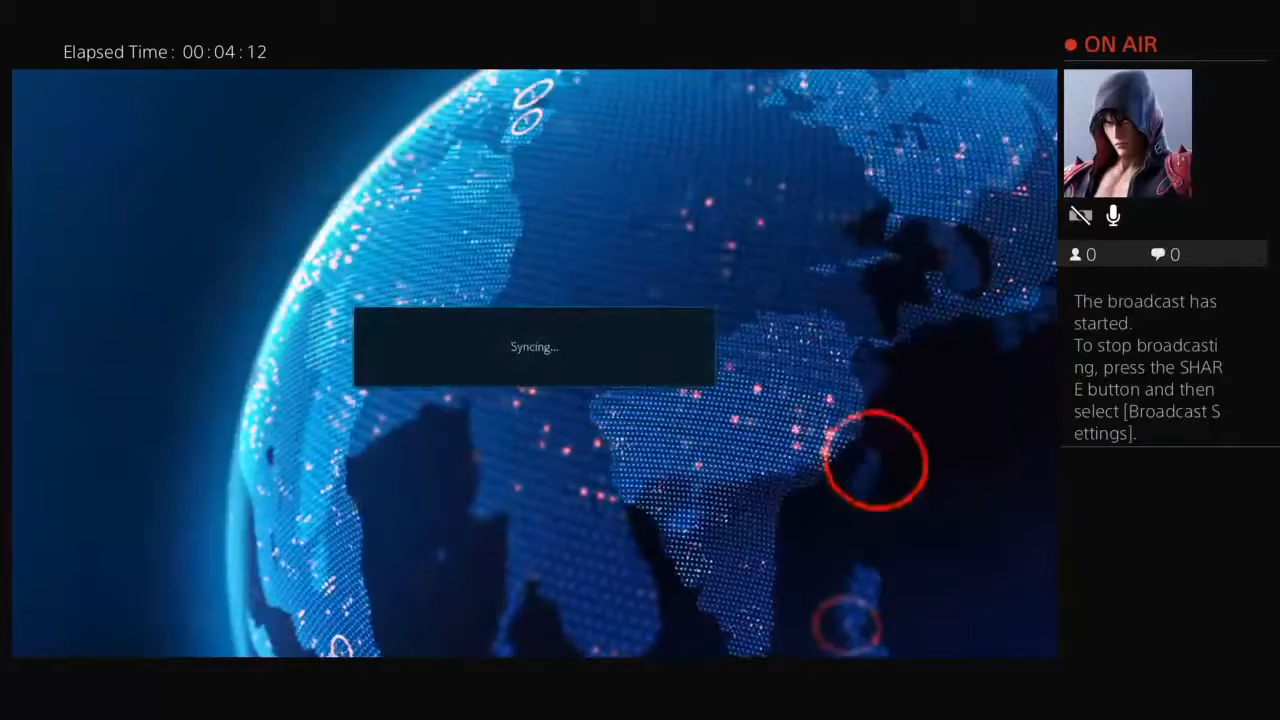 Elapsed Time: 00:04:12
ON AIR
0
0
The broadcast has
started.
To stop broadcasti
ng, press the SHAR
E button and then
select [Broadcast S
ettings].
Syncing...